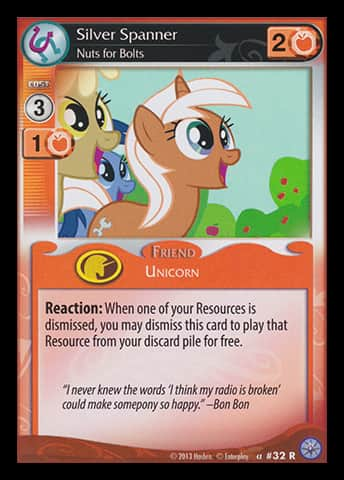 Silver Spanner
Nuts for Bolts
2
3
1
FRIEND
UNICORN
Reaction: When one of your Resources is
dismissed, you may dismiss this card to play that
Resource from your discard pile for free.
"I never knew the words 'I think my radio is broken'
could make somepony so happy." –Bon Bon
© 2013 Hasbro. © Enterplay
α #32 R